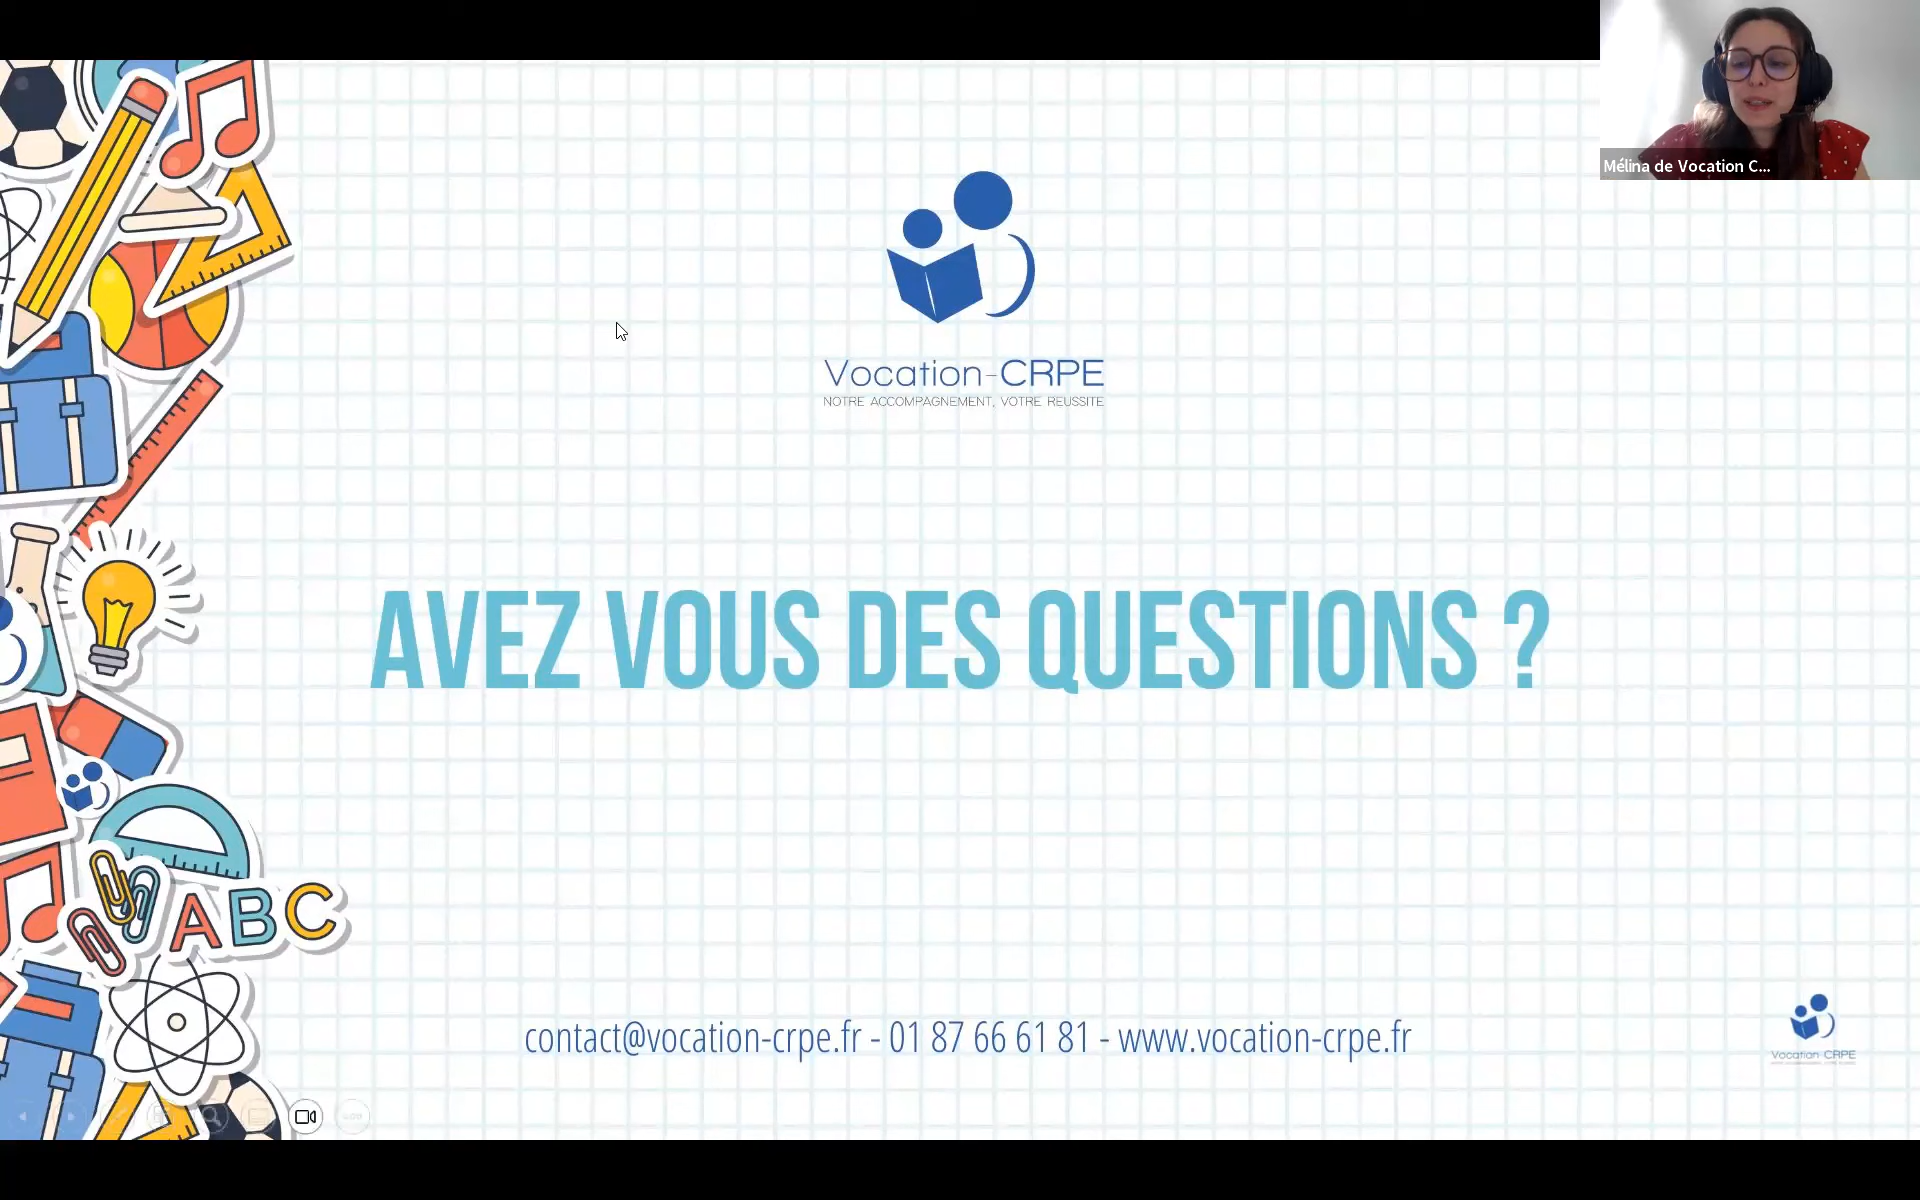 Mélina de Vocation C...
Vocation-CRPE
NOTRE ACCOMPAGNEMENT, VOTRE REUSSITE
AVEZ VOUS DES QUESTIONS ?
ABC
contact@vocation-crpe.fr - 01 87 66 61 81 - www.vocation-crpe.fr
Vocation-CRPE